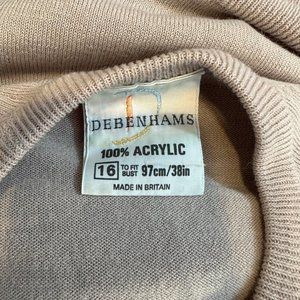 DEBENHAMS
100% ACRYLIC
16 TO FIT BUST 97cm/38in
MADE IN BRITAIN